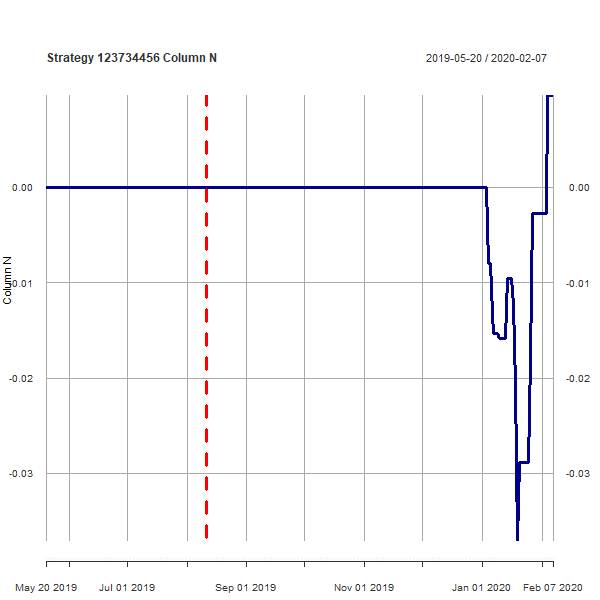 Strategy 123734456 Column N
2019-05-20 / 2020-02-07
0.00 0.00
-0.01 -0.01
-0.02 -0.02
-0.03 -0.03
Column N
May 20 2019 Jul 01 2019 Sep 01 2019 Nov 01 2019 Jan 01 2020 Feb 07 2020